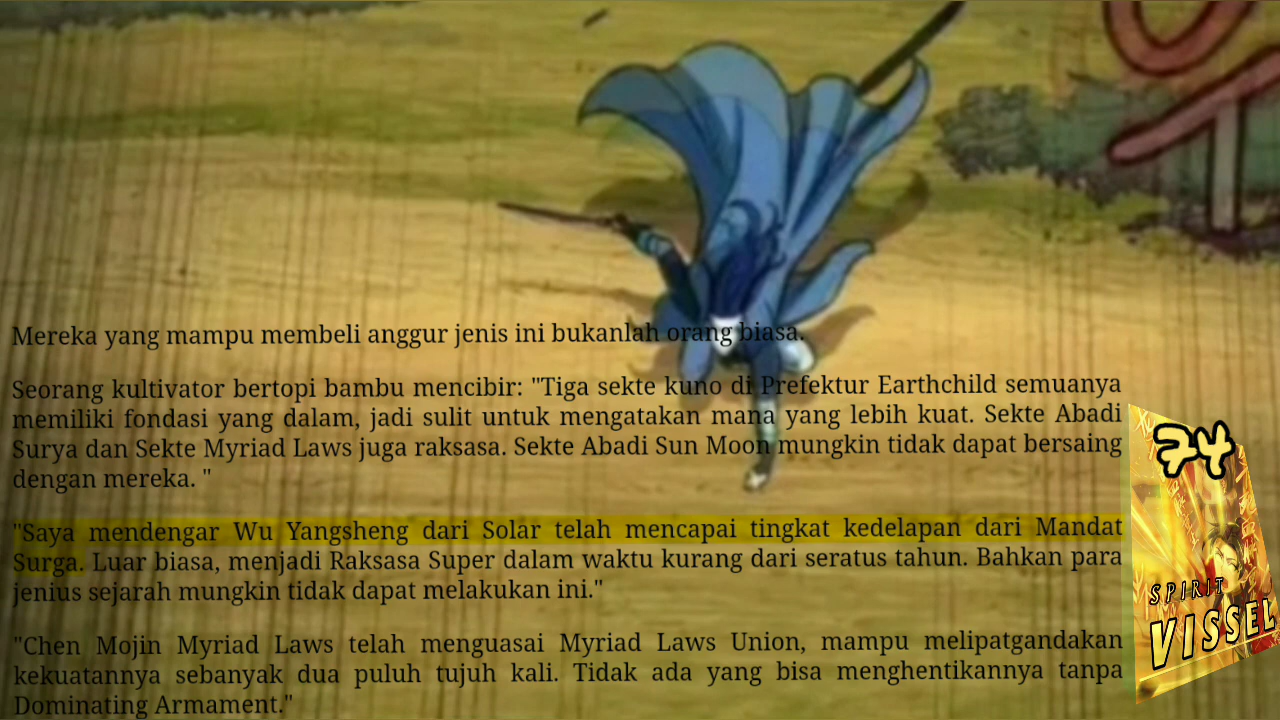 Mereka yang mampu membeli anggur jenis ini bukanlah orang biasa.
Seorang kultivator bertopi bambu mencibir: "Tiga sekte kuno di Prefektur Earthchild semuanya
memiliki fondasi yang dalam, jadi sulit untuk mengatakan mana yang lebih kuat. Sekte Abadi
Surya dan Sekte Myriad Laws juga raksasa. Sekte Abadi Sun Moon mungkin tidak dapat bersaing
dengan mereka. "
"Saya mendengar Wu Yangsheng dari Solar telah mencapai tingkat kedelapan dari Mandat
Surga. Luar biasa, menjadi Raksasa Super dalam waktu kurang dari seratus tahun. Bahkan para
jenius sejarah mungkin tidak dapat melakukan ini."
"Chen Mojin Myriad Laws telah menguasai Myriad Laws Union, mampu melipatgandakan
kekuatannya sebanyak dua puluh tujuh kali. Tidak ada yang bisa menghentikannya tanpa
Dominating Armament."
74
SPIRIT
VISSEL